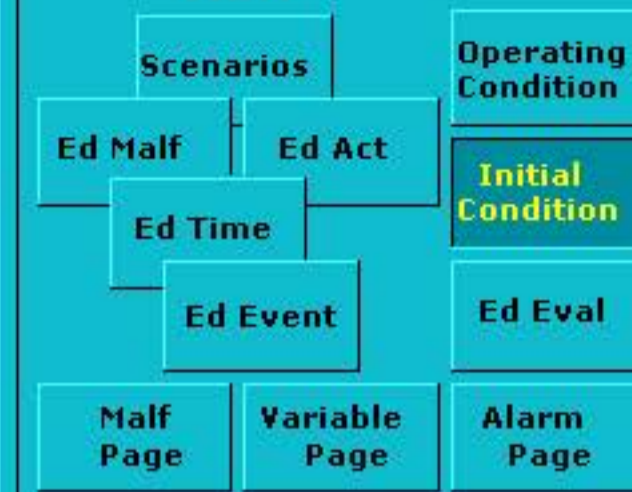 Scenarios
Operating
Condition
Ed Malf
Ed Act
Initial
Condition
Ed Time
Ed Event
Ed Eval
Malf
Page
Variable
Page
Alarm
Page